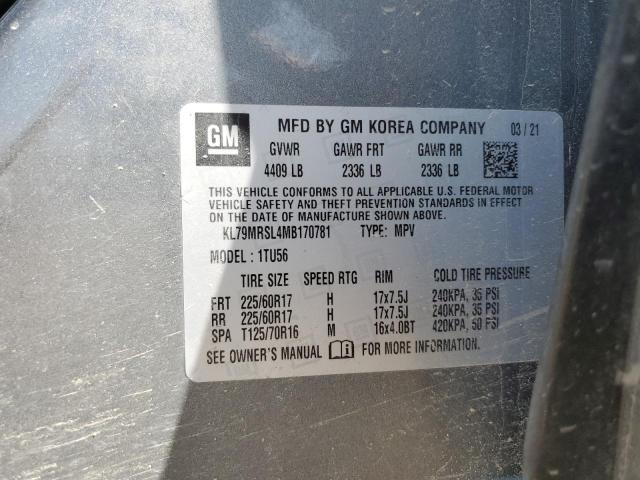 GM MFD BY GM KOREA COMPANY 03/21
GVWR GAWR FRT GAWR RR
4409 LB 2336 LB 2336 LB
THIS VEHICLE CONFORMS TO ALL APPLICABLE U.S. FEDERAL MOTOR
VEHICLE SAFETY AND THEFT PREVENTION STANDARDS IN EFFECT
ON THE DATE OF MANUFACTURE SHOWN ABOVE.
KL79MRSL4MB170781 TYPE: MPV
MODEL: 1TU56
TIRE SIZE SPEED RTG RIM COLD TIRE PRESSURE
FRT 225/60R17 H 17x7.5J 240KPA, 35 PSI
RR 225/60R17 H 17x7.5J 240KPA, 35 PSI
SPA T125/70R16 M 16x4.0BT 420KPA, 60 PSI
SEE OWNER'S MANUAL FOR MORE INFORMATION.